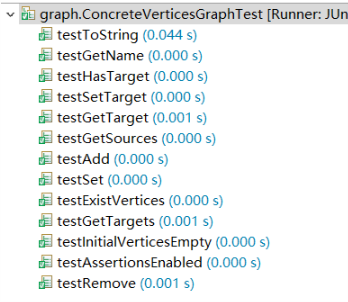 graph.ConcreteVerticesGraphTest [Runner: JUn
testToString (0.044 s)
testGetName (0.000 s)
testHasTarget (0.000 s)
testSetTarget (0.000 s)
testGetTarget (0.001 s)
testGetSources (0.000 s)
testAdd (0.000 s)
testSet (0.000 s)
testExistVertices (0.000 s)
testGetTargets (0.001 s)
testInitialVerticesEmpty (0.000 s)
testAssertionsEnabled (0.000 s)
testRemove (0.001 s)